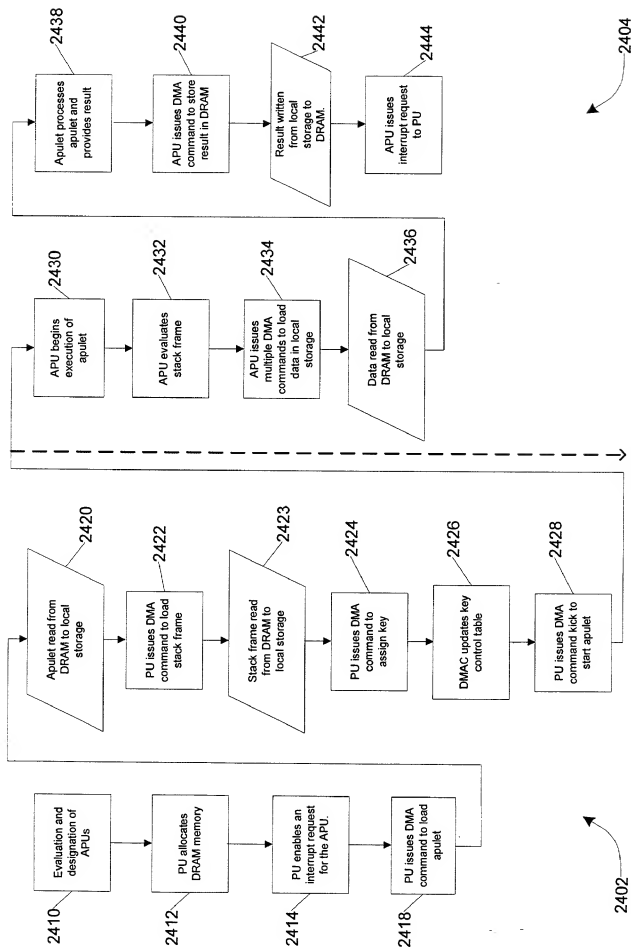 Evaluation and
designation of
APUs
2410
PU allocates
DRAM memory
2412
PU enables an
interrupt request
for the APU.
2414
PU issues DMA
command to load
apulet
2418
Apulet read from
DRAM to local
storage
2420
PU issues DMA
command to load
stack frame
2422
Stack frame read
from DRAM to
local storage
2423
PU issues DMA
command to
assign key
2424
DMAC updates key
control table
2426
PU issues DMA
command kick to
start apulet
2428
2402
APU begins
execution of
apulet
2430
APU evaluates
stack frame
2432
APU issues
multiple DMA
commands to load
data in local
storage
2434
Data read from
DRAM to local
storage
2436
Apulet processes
apulet and
provides result
2438
APU issues DMA
command to store
result in DRAM
2440
Result written
from local
storage to
DRAM.
2442
APU issues
interrupt request
to PU
2444
2404